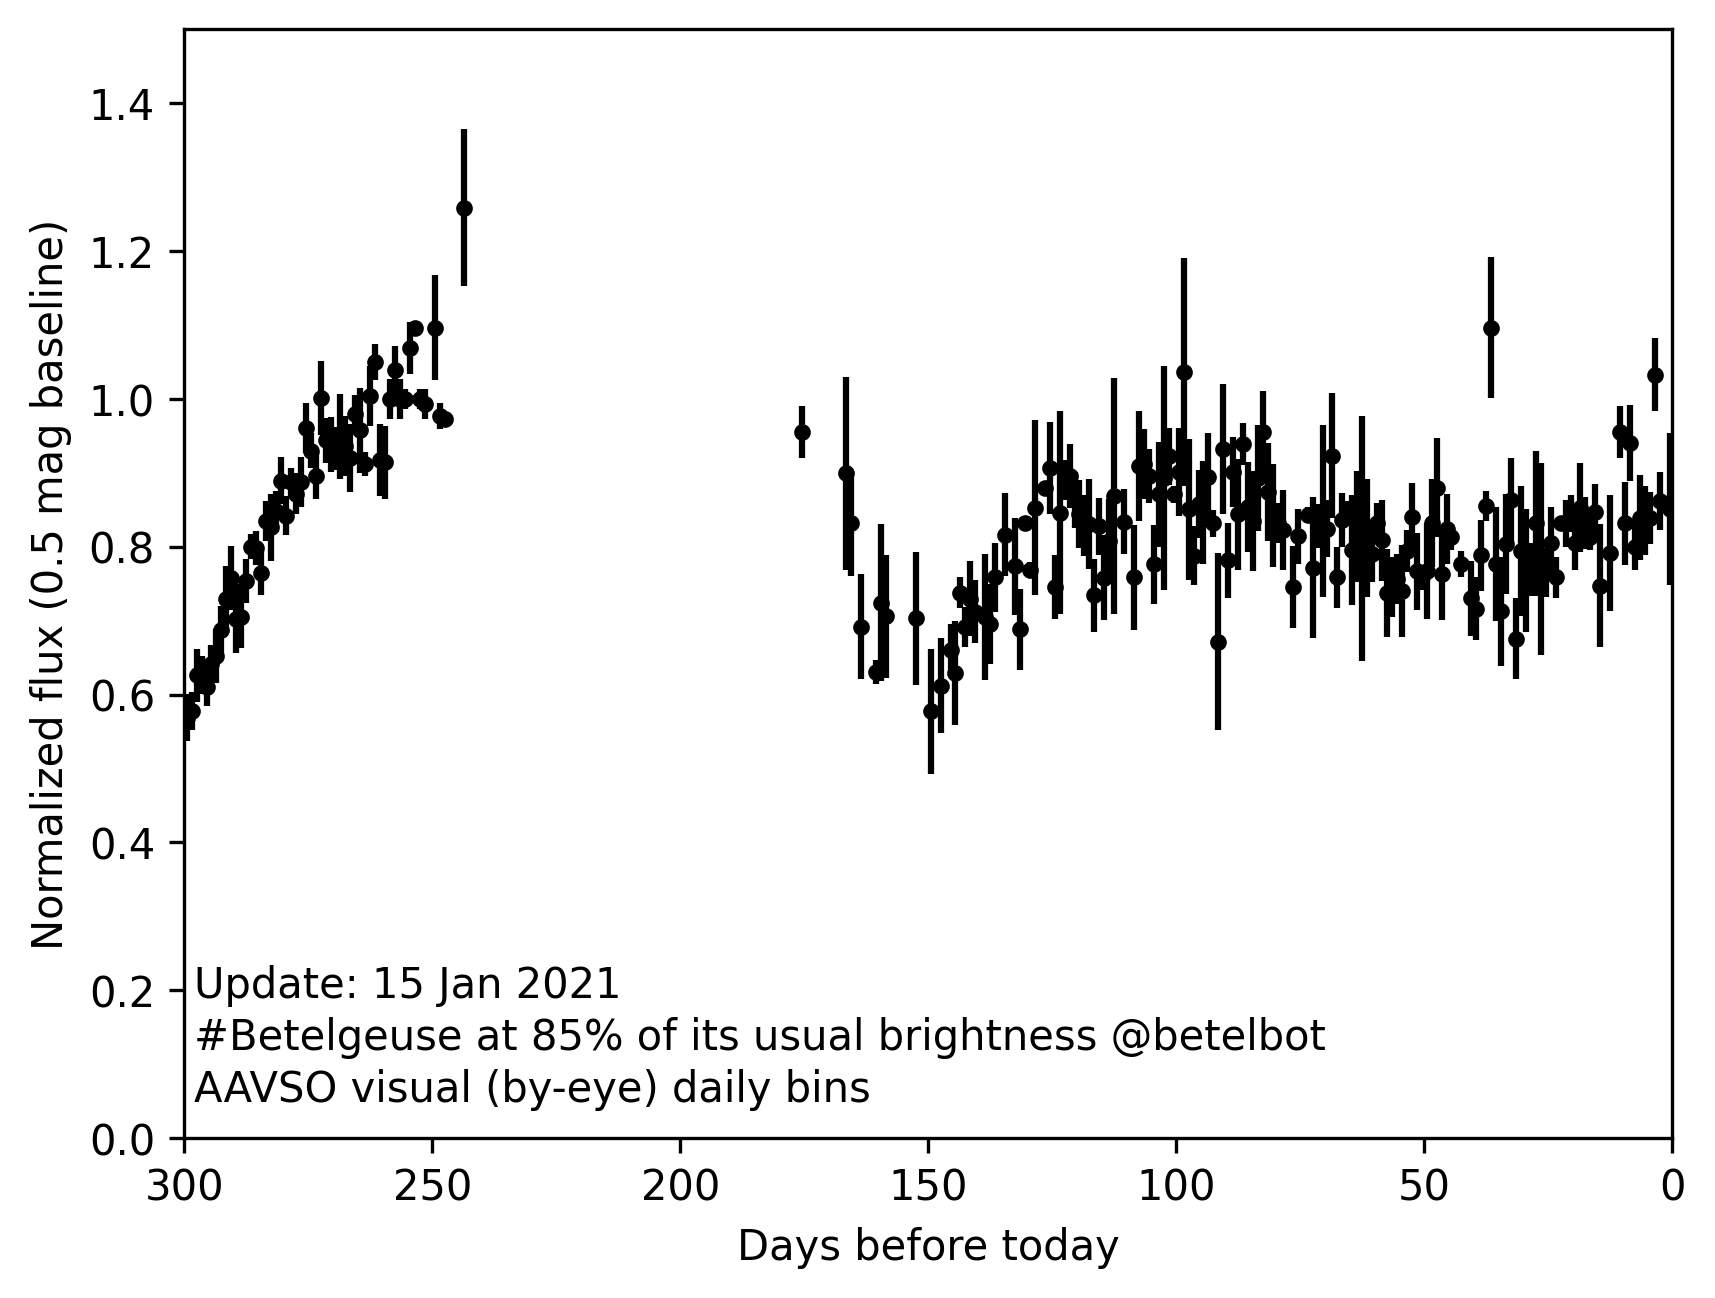 1.4
1.2
1.0
0.8
0.6
0.4
0.2
0.0
Normalized flux (0.5 mag baseline)
Update: 15 Jan 2021
#Betelgeuse at 85% of its usual brightness @betelbot
AAVSO visual (by-eye) daily bins
300 250 200 150 100 50 0
Days before today